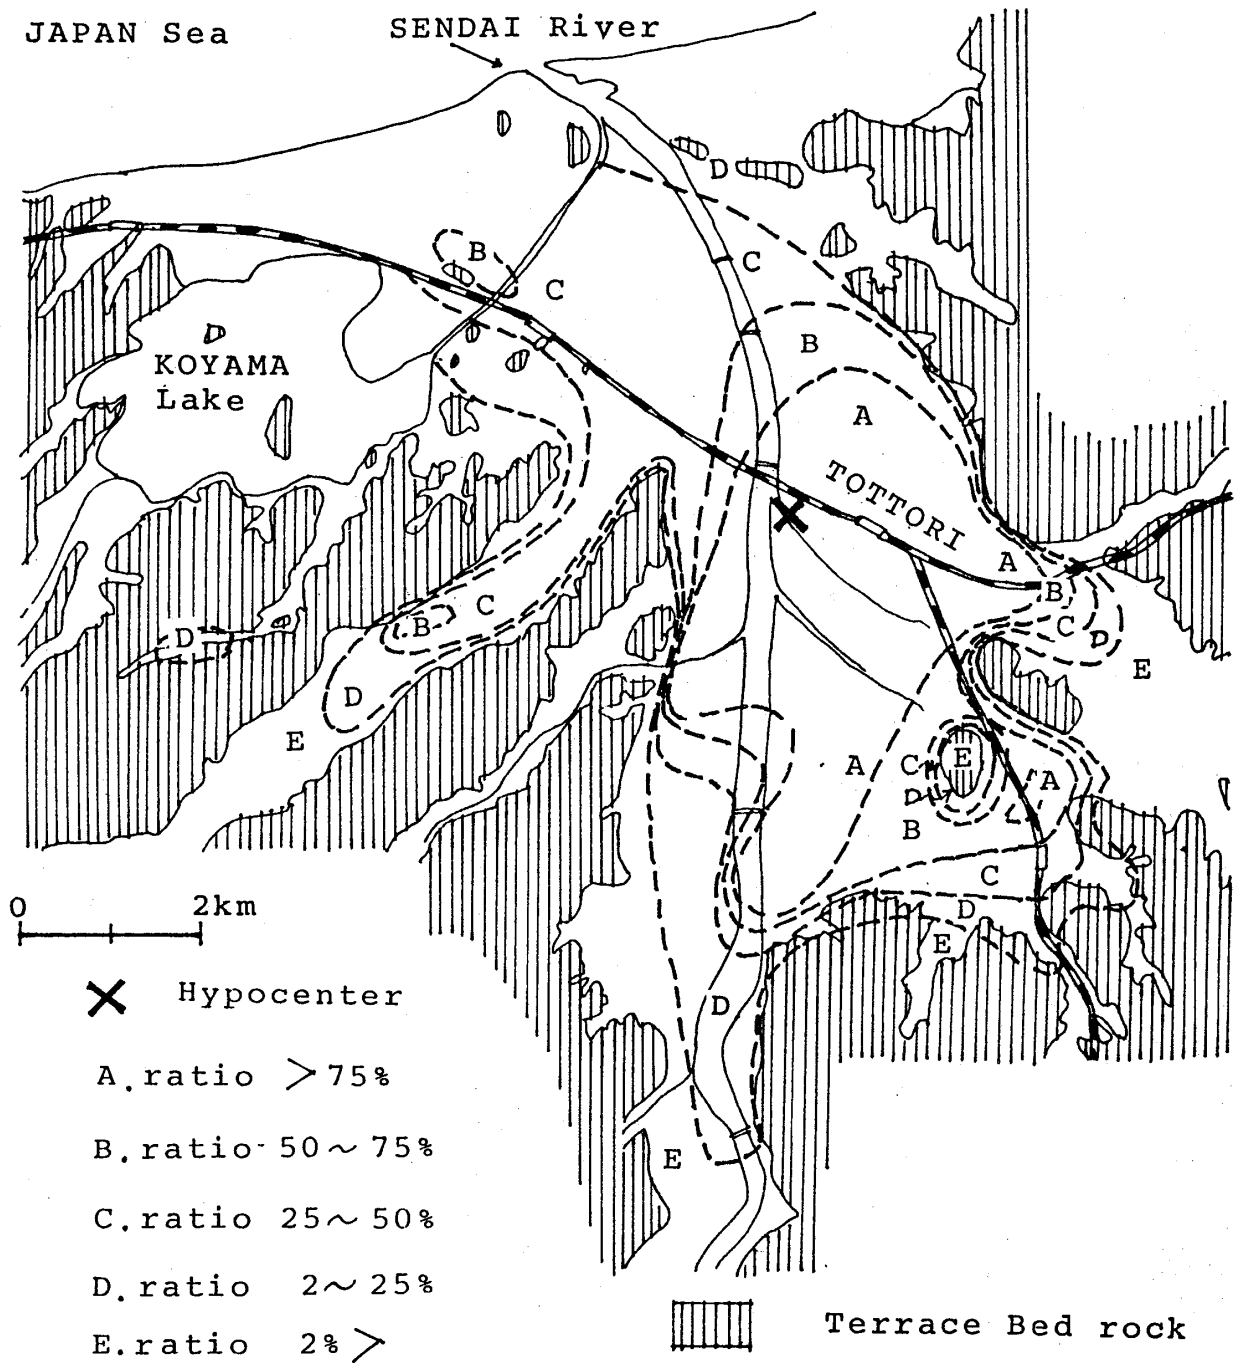 JAPAN Sea
SENDAI River
D
B
C
C
B
KOYAMA
Lake
A
TOTTORI
A
B
C
B
C
D
D
E
D
E
A
C
E
A
D
B
C
D
E
0 2km
D
Hypocenter
A. ratio > 75%
B. ratio 50~75%
E
C. ratio 25~50%
D. ratio 2~25%
E. ratio 2% >
Terrace Bed rock